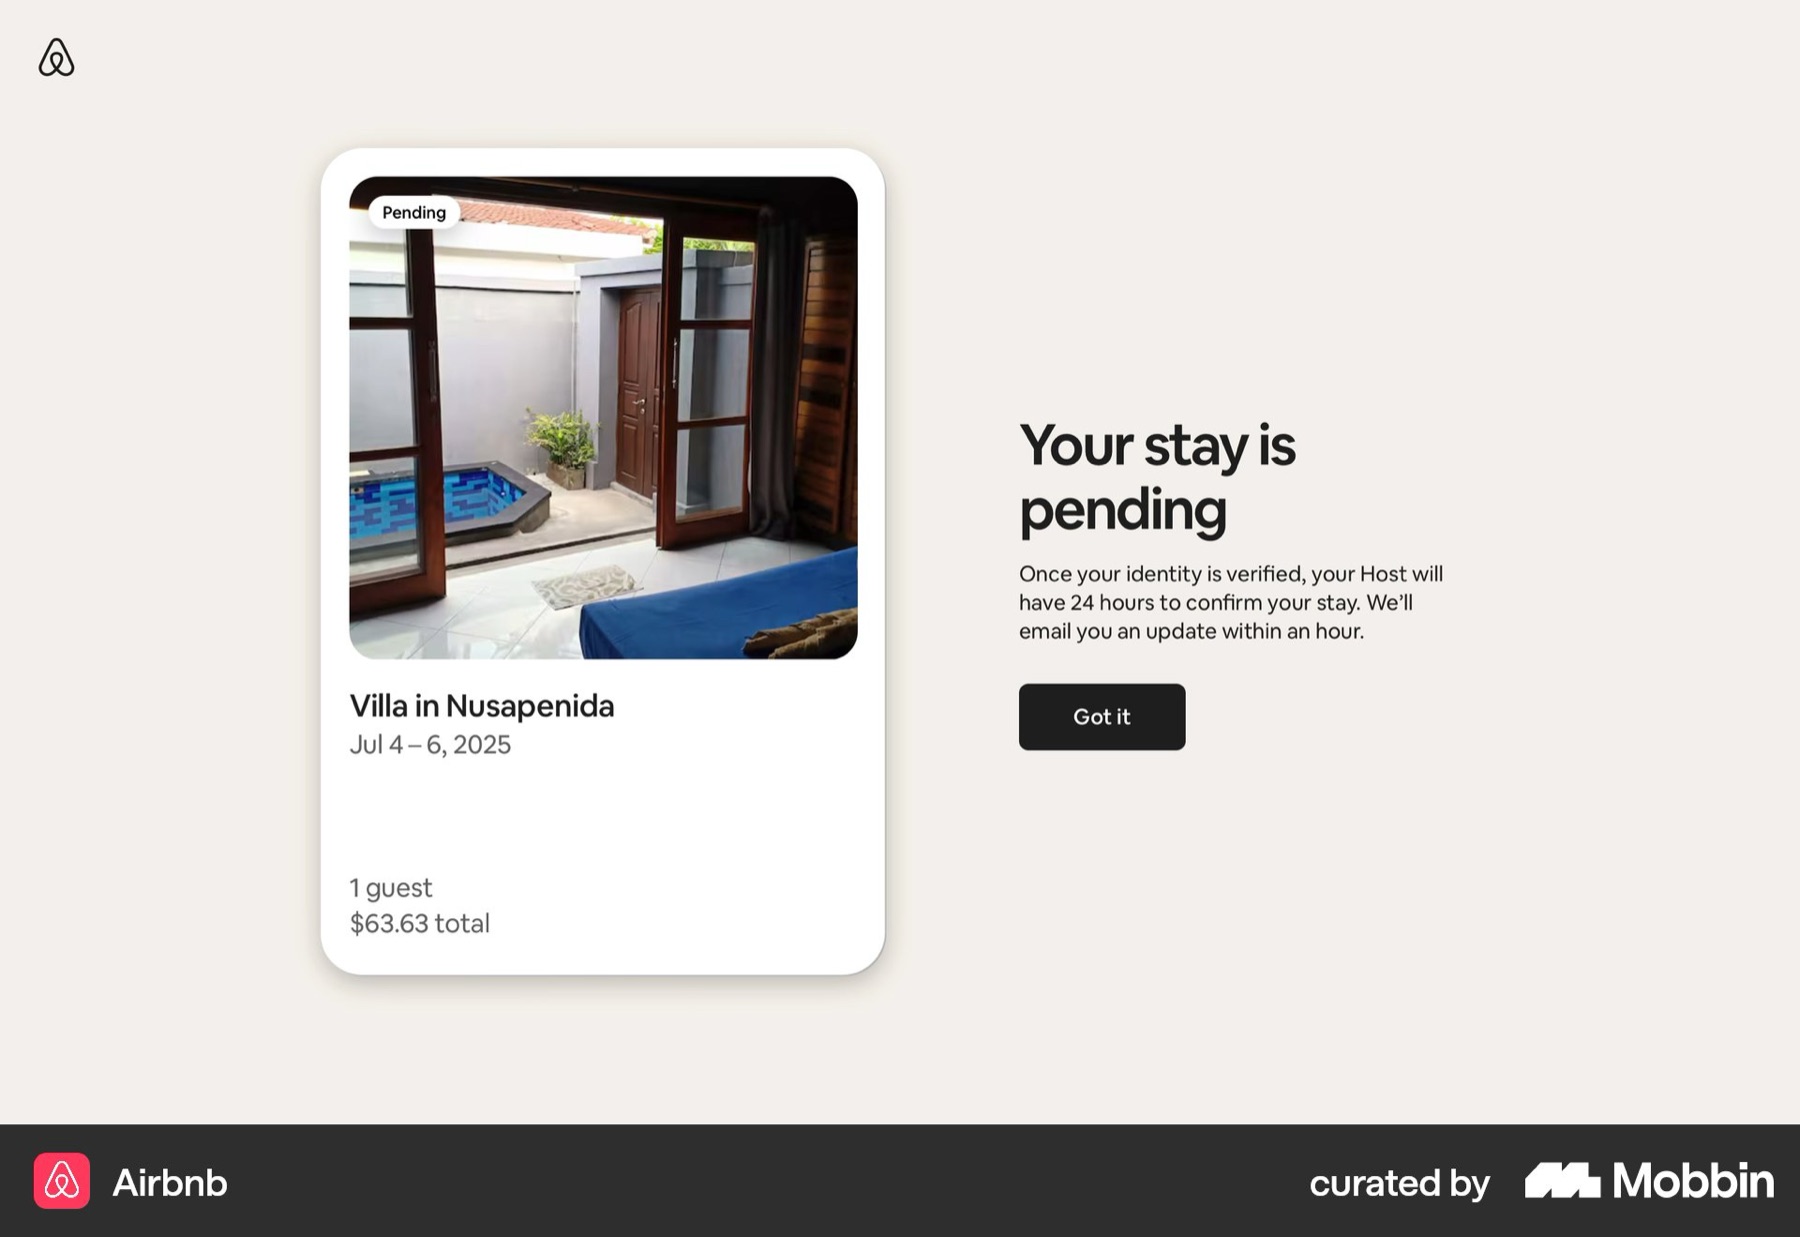 Pending
Villa in Nusapenida
Jul 4 – 6, 2025
1 guest
$63.63 total
Your stay is
pending
Once your identity is verified, your Host will
have 24 hours to confirm your stay. We’ll
email you an update within an hour.
Got it
Airbnb
curated by Mobbin